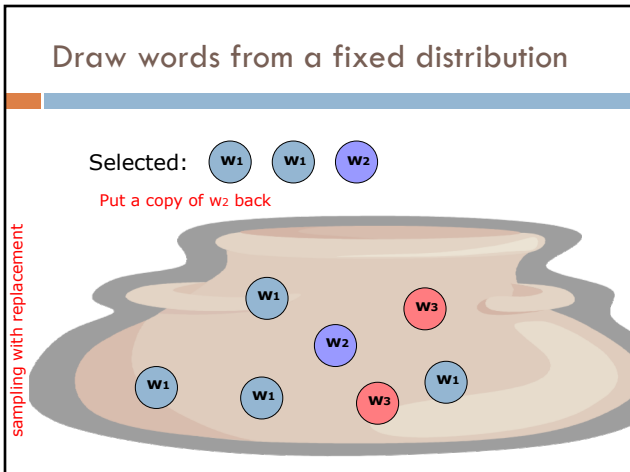 Draw words from a fixed distribution
Selected: w1 w1 w2
Put a copy of w2 back
sampling with replacement
w1
w3
w2
w1
w1
w3
w1